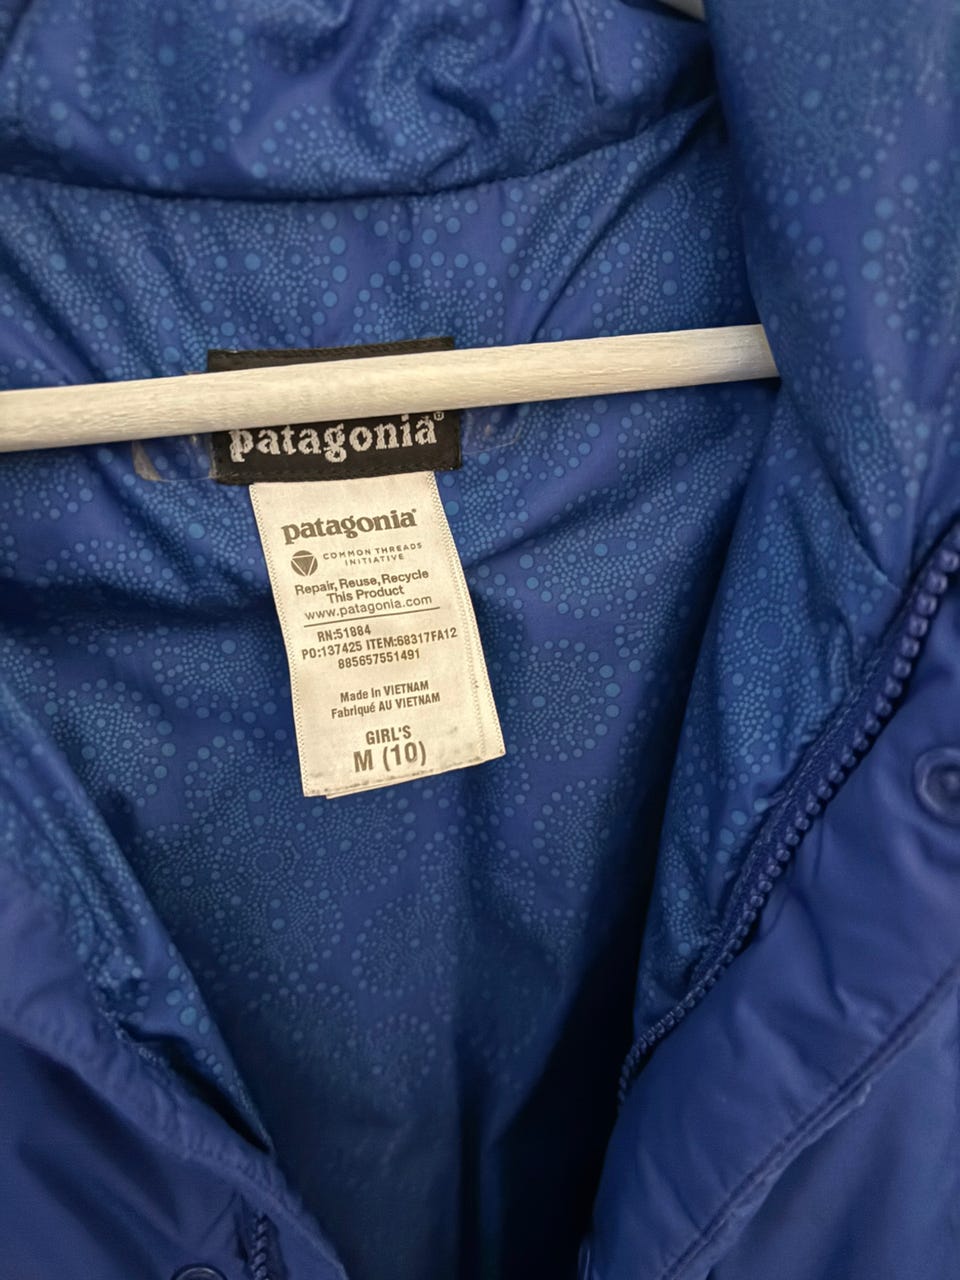 patagonia®
patagonia®
COMMON THREADS
INITIATIVE
Repair, Reuse, Recycle
This Product
www.patagonia.com
RN:51884
PO:137425 ITEM:68317FA12
885657551491
Made in VIETNAM
Fabriqué AU VIETNAM
GIRL'S
M (10)